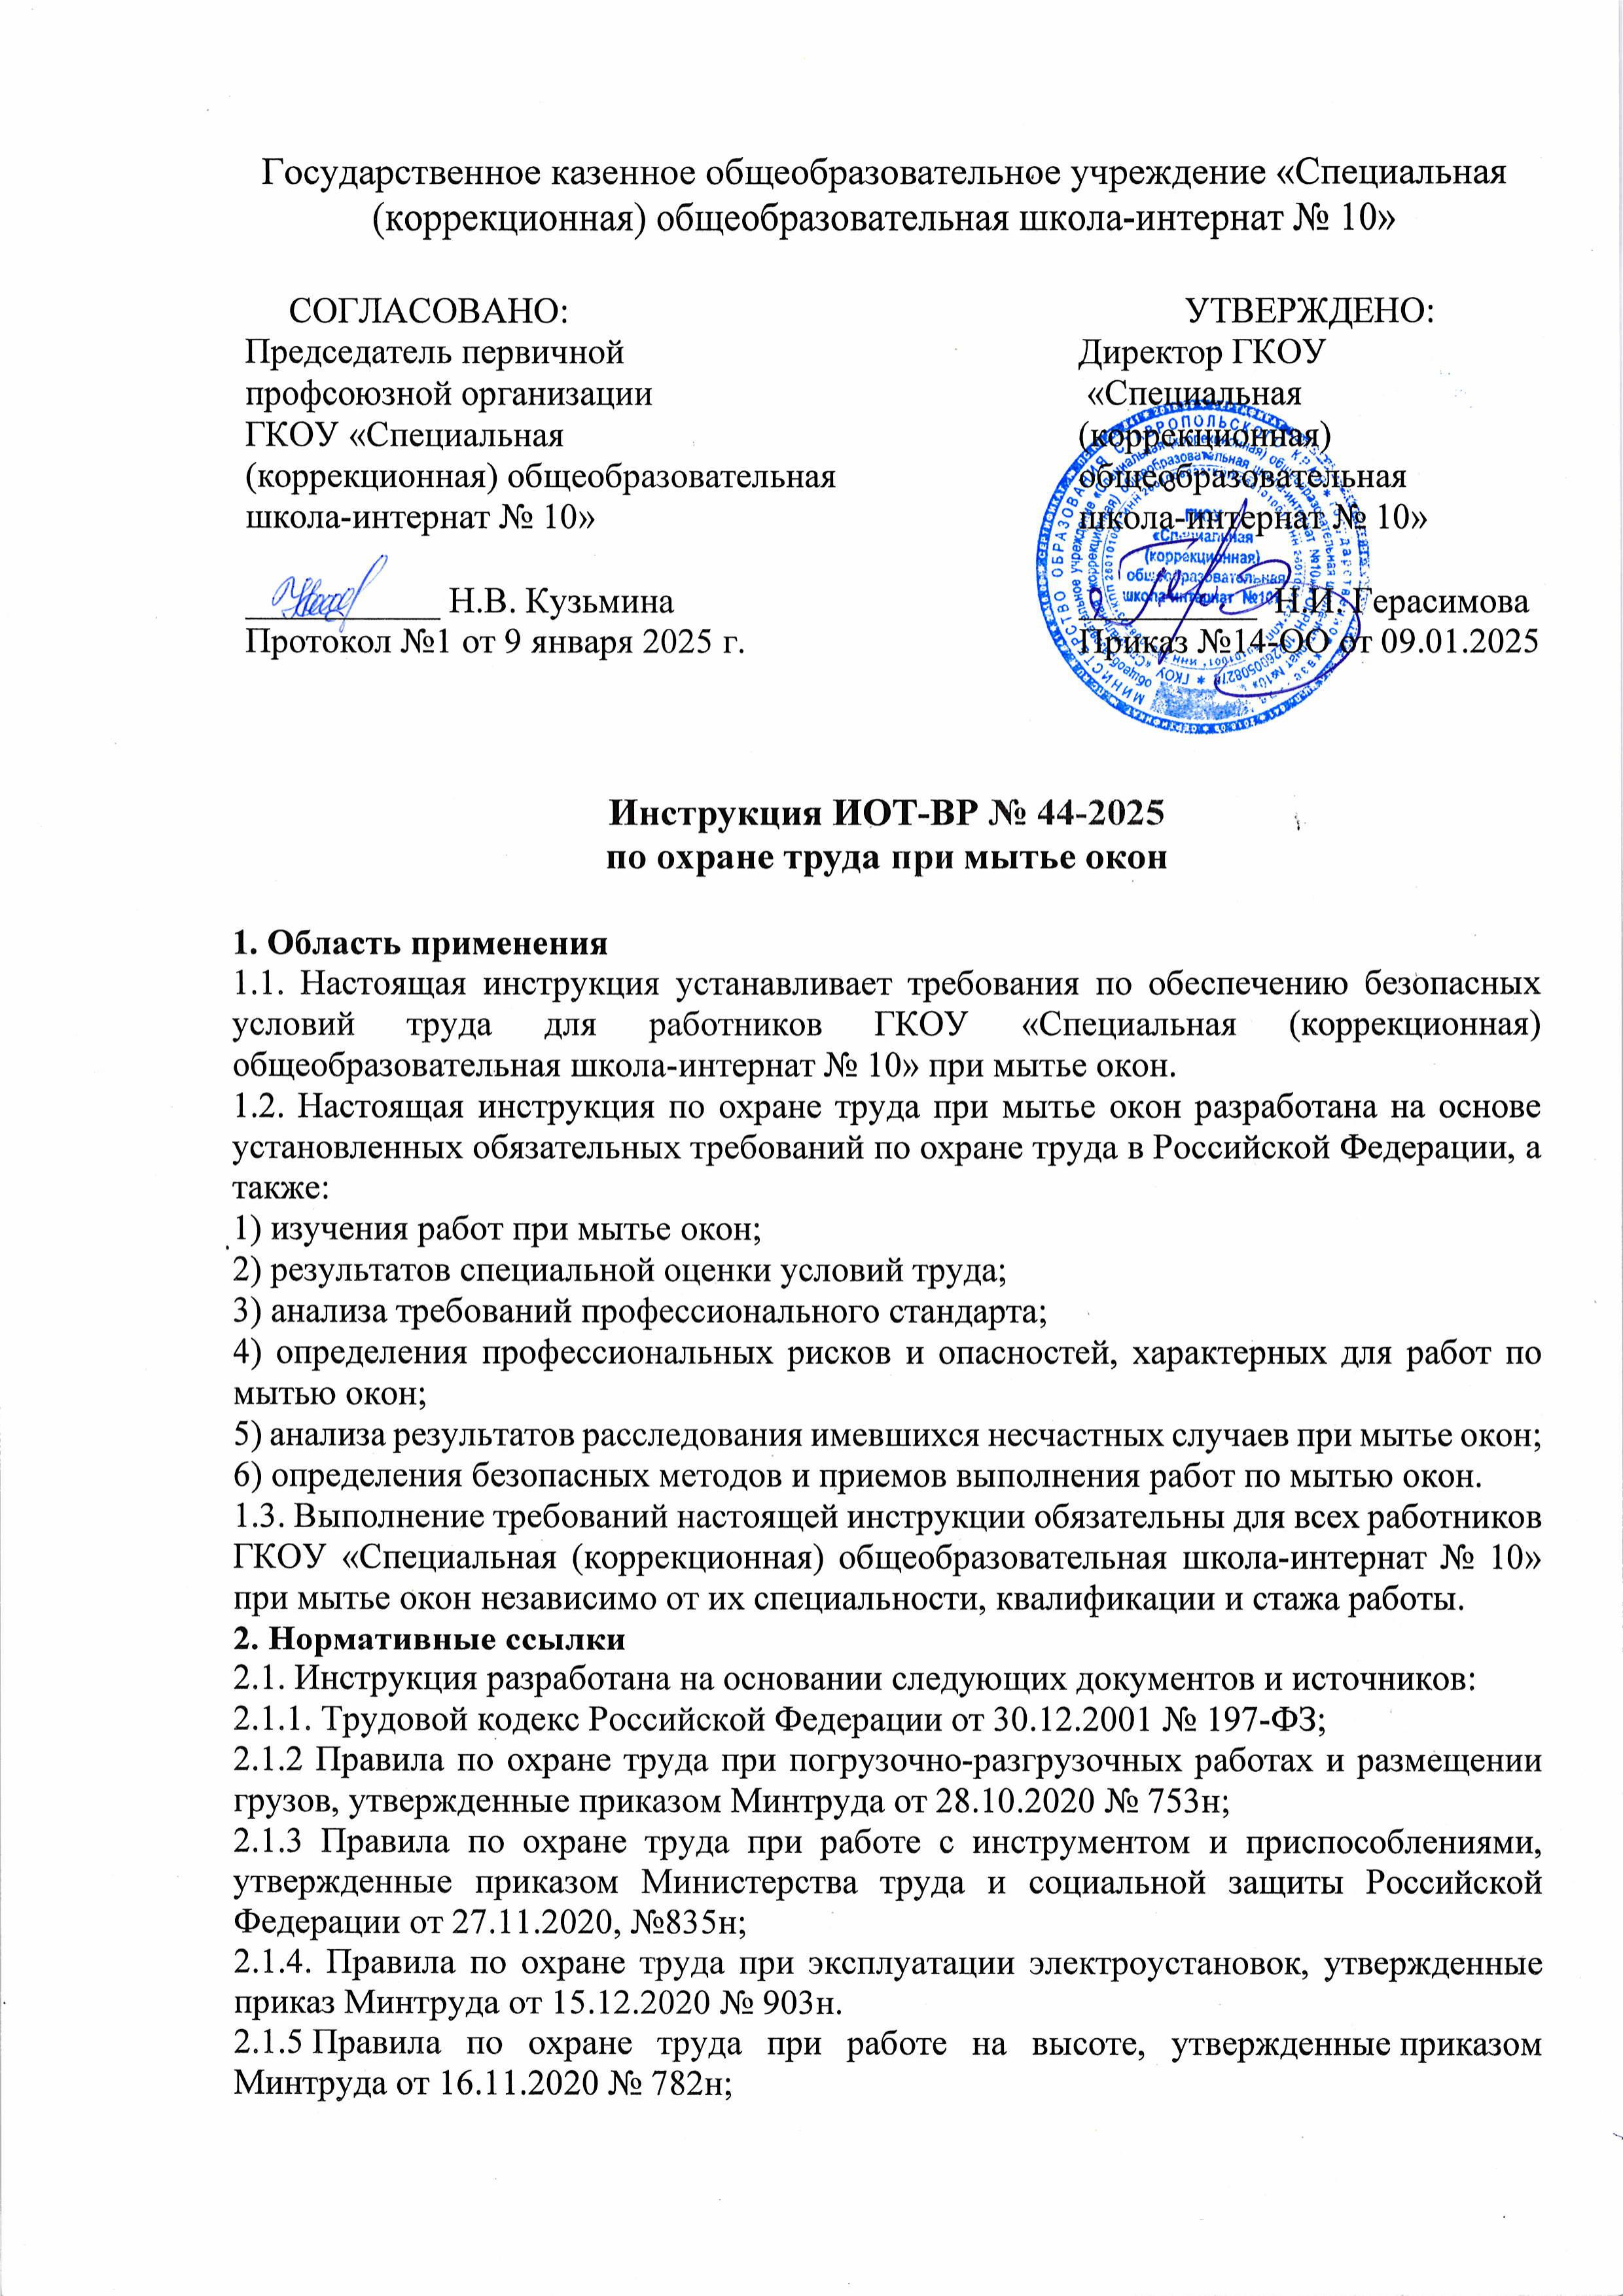 Государственное казенное общеобразовательное учреждение «Специальная
(коррекционная) общеобразовательная школа-интернат № 10»
СОГЛАСОВАНО:
Председатель первичной
профсоюзной организации
ГКОУ «Специальная
(коррекционная) общеобразовательная
школа-интернат № 10»
Н.В. Кузьмина
Протокол №1 от 9 января 2025 г.
УТВЕРЖДЕНО:
Директор ГКОУ
«Специальная
(коррекционная)
общеобразовательная
школа-интернат № 10»
Н.И. Герасимова
Приказ №14-ОО от 09.01.2025
ГКОУ
«Специальная
(коррекционная)
общеобразовательная
школа-интернат №10»
Инструкция ИОТ-ВР № 44-2025
по охране труда при мытье окон
1. Область применения
1.1. Настоящая инструкция устанавливает требования по обеспечению безопасных
условий труда для работников ГКОУ «Специальная (коррекционная)
общеобразовательная школа-интернат № 10» при мытье окон.
1.2. Настоящая инструкция по охране труда при мытье окон разработана на основе
установленных обязательных требований по охране труда в Российской Федерации, а
также:
1) изучения работ при мытье окон;
2) результатов специальной оценки условий труда;
3) анализа требований профессионального стандарта;
4) определения профессиональных рисков и опасностей, характерных для работ по
мытью окон;
5) анализа результатов расследования имевшихся несчастных случаев при мытье окон;
6) определения безопасных методов и приемов выполнения работ по мытью окон.
1.3. Выполнение требований настоящей инструкции обязательны для всех работников
ГКОУ «Специальная (коррекционная) общеобразовательная школа-интернат № 10»
при мытье окон независимо от их специальности, квалификации и стажа работы.
2. Нормативные ссылки
2.1. Инструкция разработана на основании следующих документов и источников:
2.1.1. Трудовой кодекс Российской Федерации от 30.12.2001 № 197-ФЗ;
2.1.2 Правила по охране труда при погрузочно-разгрузочных работах и размещении
грузов, утвержденные приказом Минтруда от 28.10.2020 № 753н;
2.1.3 Правила по охране труда при работе с инструментом и приспособлениями,
утвержденные приказом Министерства труда и социальной защиты Российской
Федерации от 27.11.2020, №835н;
2.1.4. Правила по охране труда при эксплуатации электроустановок, утвержденные
приказ Минтруда от 15.12.2020 № 903н.
2.1.5 Правила по охране труда при работе на высоте, утвержденные приказом
Минтруда от 16.11.2020 № 782н;